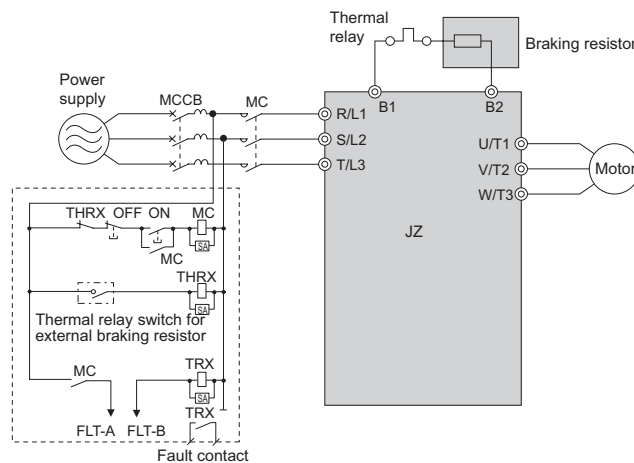 Thermal
relay
Braking resistor
Power
supply
MCCB
MC
B1
B2
R/L1
S/L2
T/L3
U/T1
V/T2
W/T3
Motor
JZ
THRX
OFF
ON
MC
SA
MC
THRX
SA
Thermal relay switch for
external braking resistor
MC
TRX
SA
TRX
FLT-A
FLT-B
Fault contact